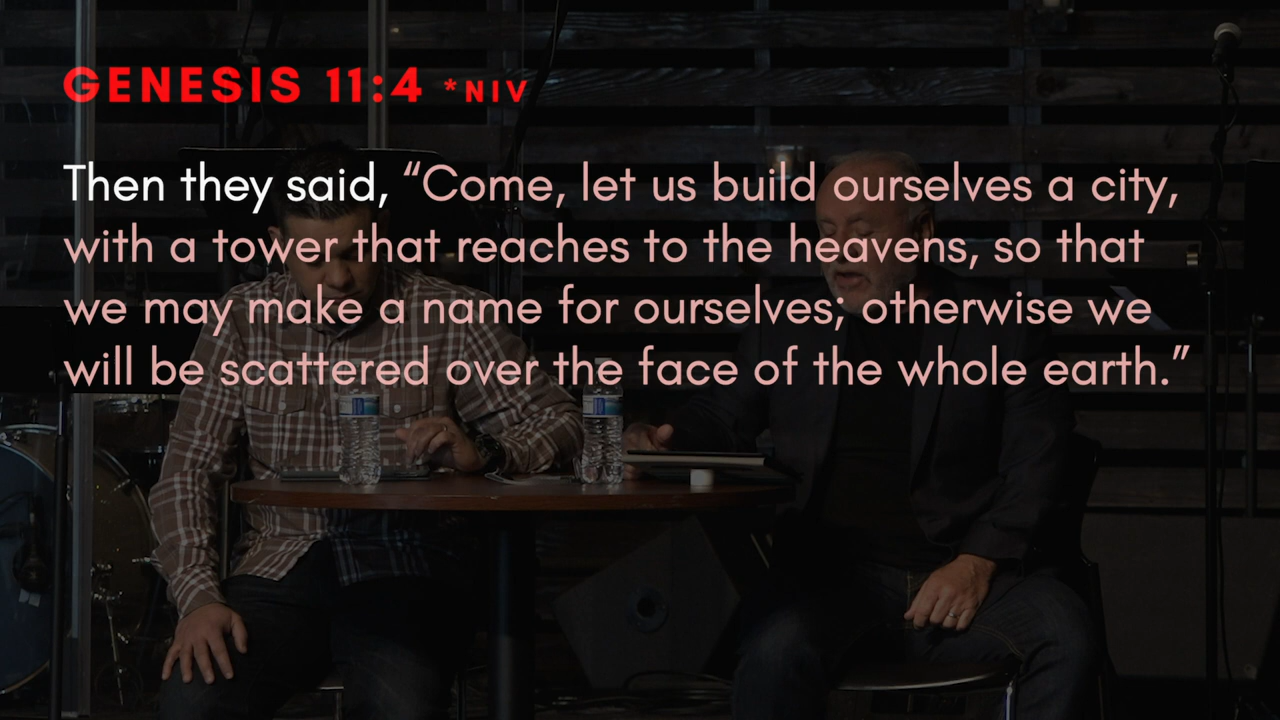 GENESIS 11:4 *NIV
Then they said, “Come, let us build ourselves a city,
with a tower that reaches to the heavens, so that
we may make a name for ourselves; otherwise we
will be scattered over the face of the whole earth.”